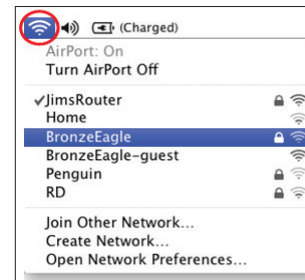 (Charged)
AirPort: On
Turn AirPort Off
✓JimsRouter
Home
BronzeEagle
BronzeEagle-guest
Penguin
RD
Join Other Network...
Create Network...
Open Network Preferences...